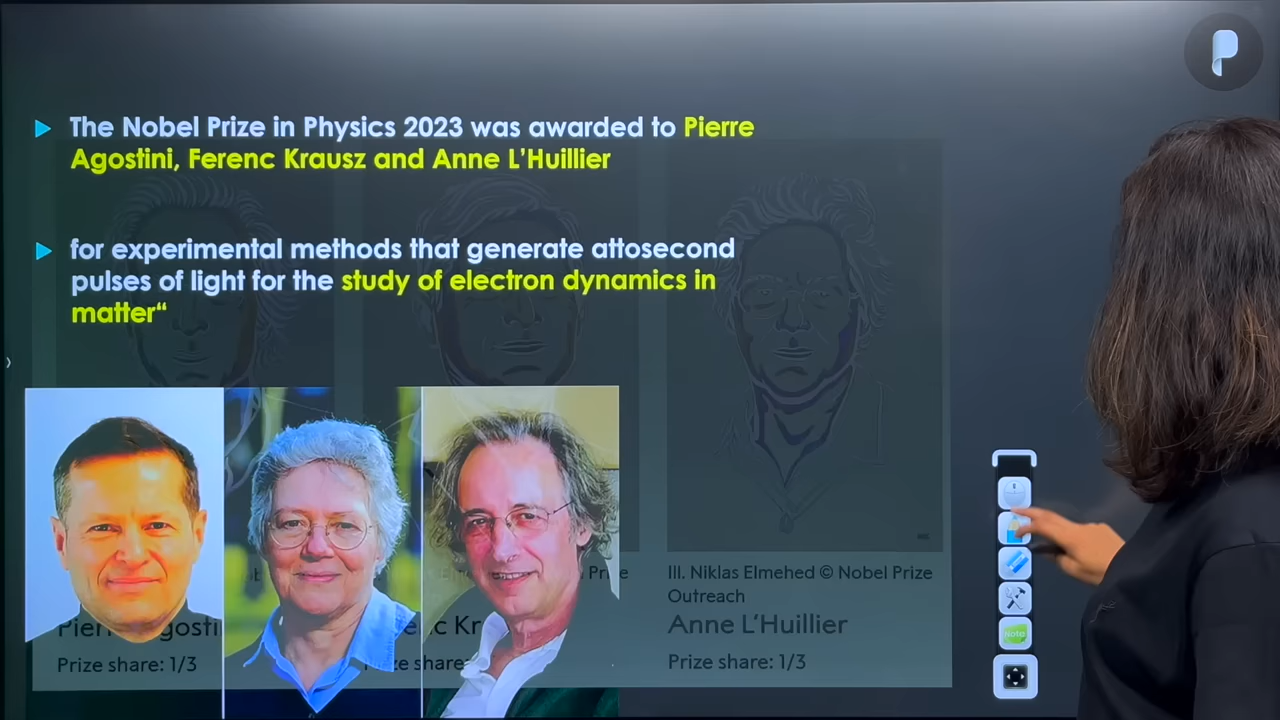 The Nobel Prize in Physics 2023 was awarded to Pierre
Agostini, Ferenc Krausz and Anne L’Huillier
for experimental methods that generate attosecond
pulses of light for the study of electron dynamics in
matter“
III. Niklas Elmehed © Nobel Prize
Outreach
Anne L’Huillier
Prize share: 1/3
Prize share: 1/3
Note